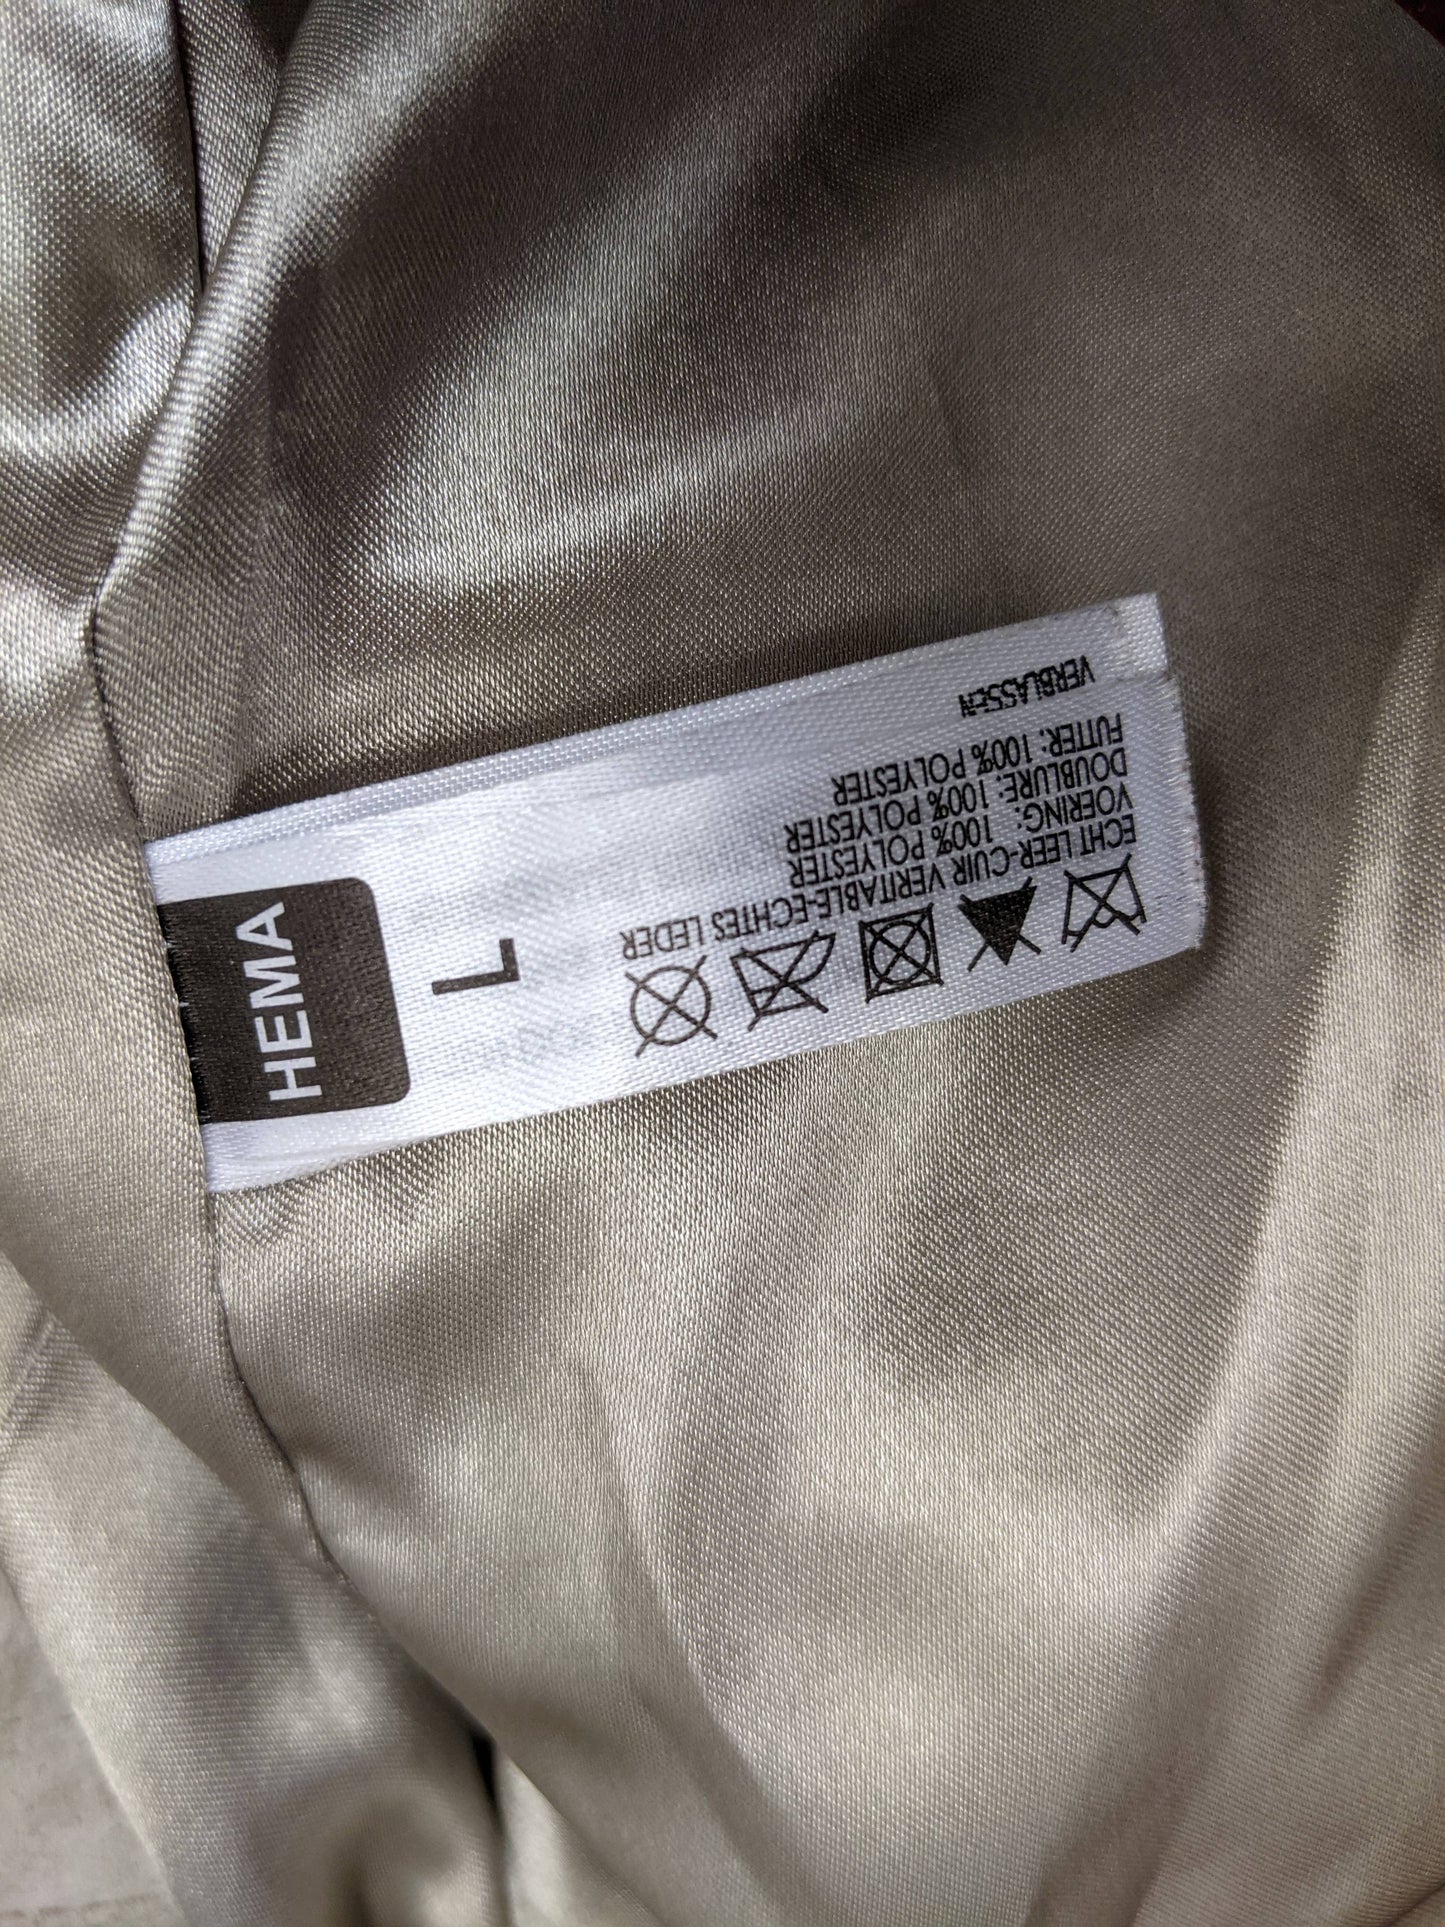 HEMA
L
ECHT LEER-CUIR VERITABLE-ECHTES LEDER
VOERING: 100% POLYESTER
DOUBLURE: 100% POLYESTER
FUTTER: 100% POLYESTER
VERBLASSEN